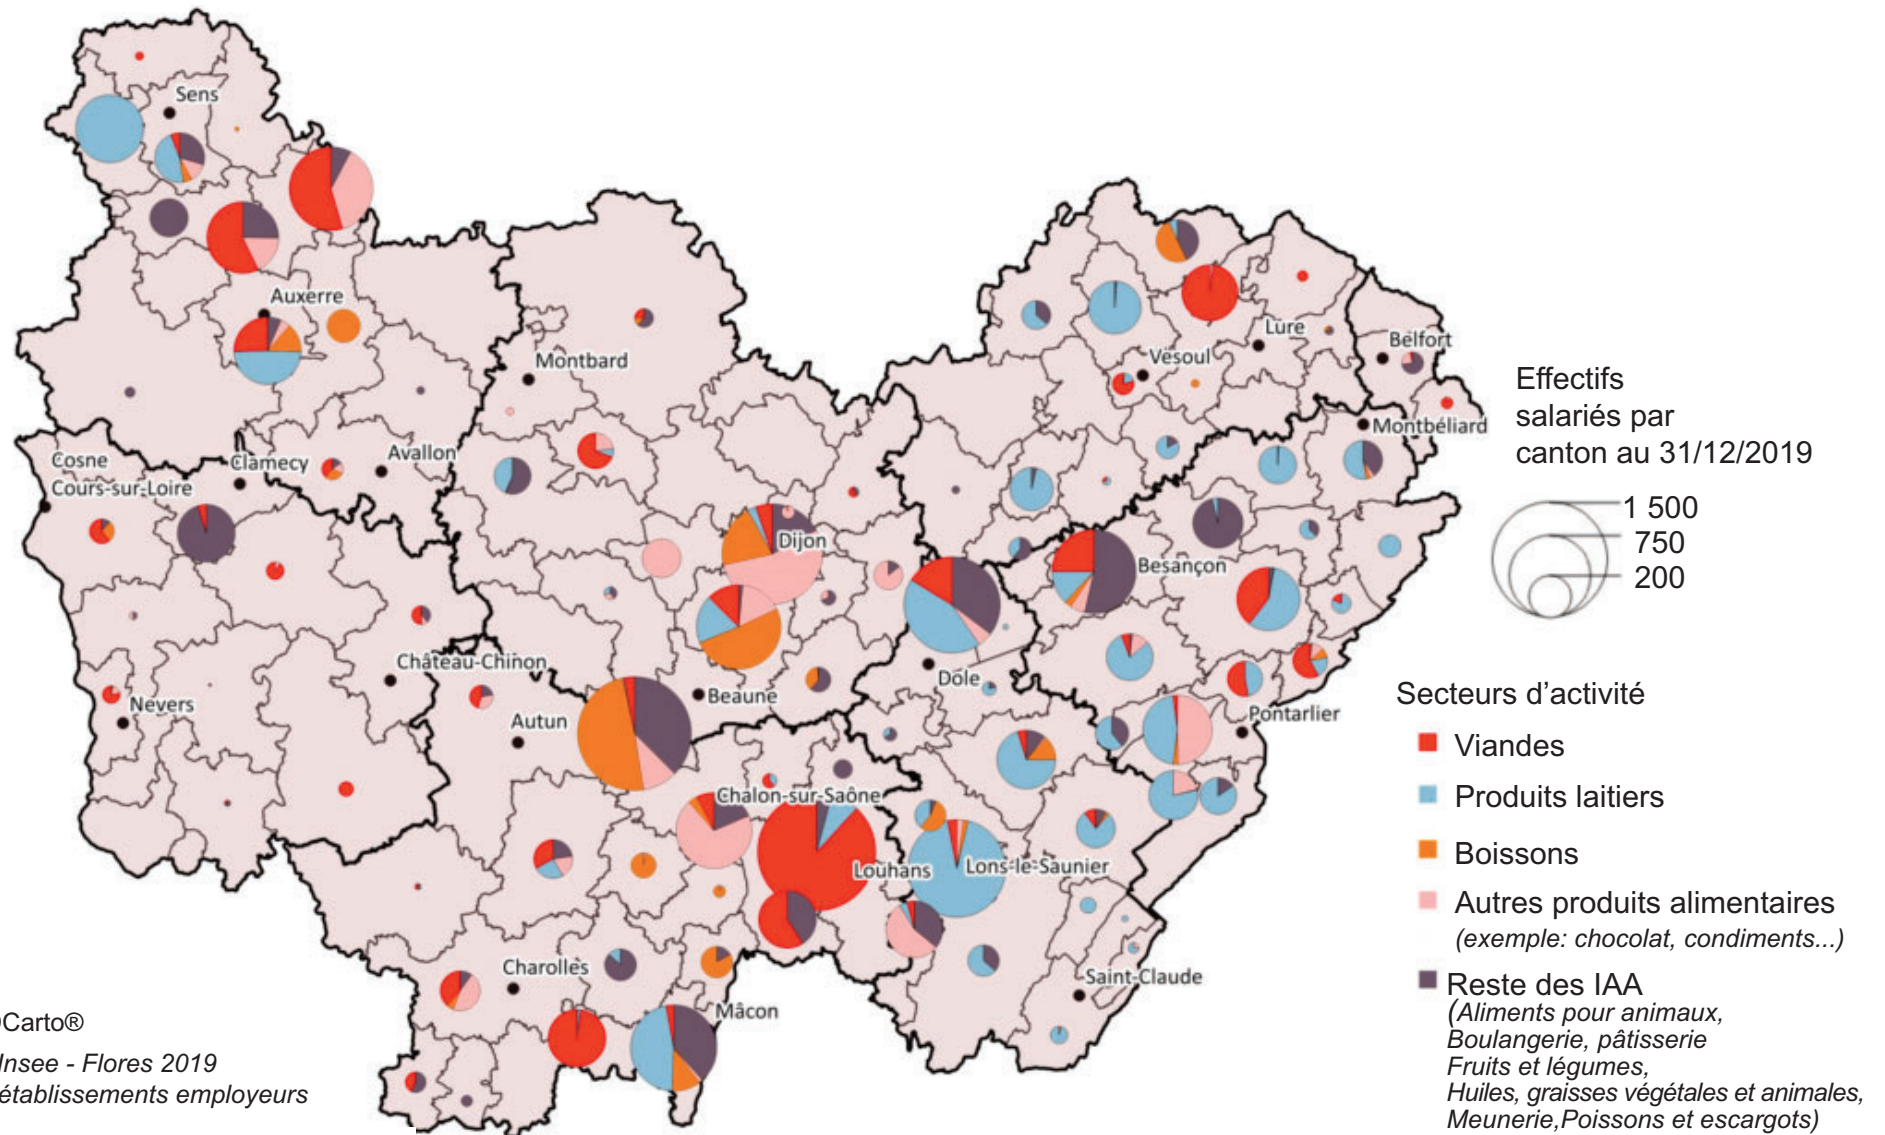 Sens
Auxerre
Montbard
Vesoul
Lure
Belfort
Montbéliard
Cosne
Cours-sur-Loire
Clamecy
Avallon
Dijon
Besançon
Château-Chinon
Nevers
Autun
Beaune
Dole
Pontarlier
Chalon-sur-Saône
Louhans
Lons-le-Saunier
Charolles
Mâcon
Saint-Claude
Effectifs
salariés par
canton au 31/12/2019
1 500
750
200
Secteurs d’activité
Viandes
Produits laitiers
Boissons
Autres produits alimentaires
(exemple: chocolat, condiments...)
Reste des IAA
(Aliments pour animaux,
Boulangerie, pâtisserie
Fruits et légumes,
Huiles, graisses végétales et animales,
Meunerie,Poissons et escargots)
Carto®
Insee - Flores 2019
établissements employeurs